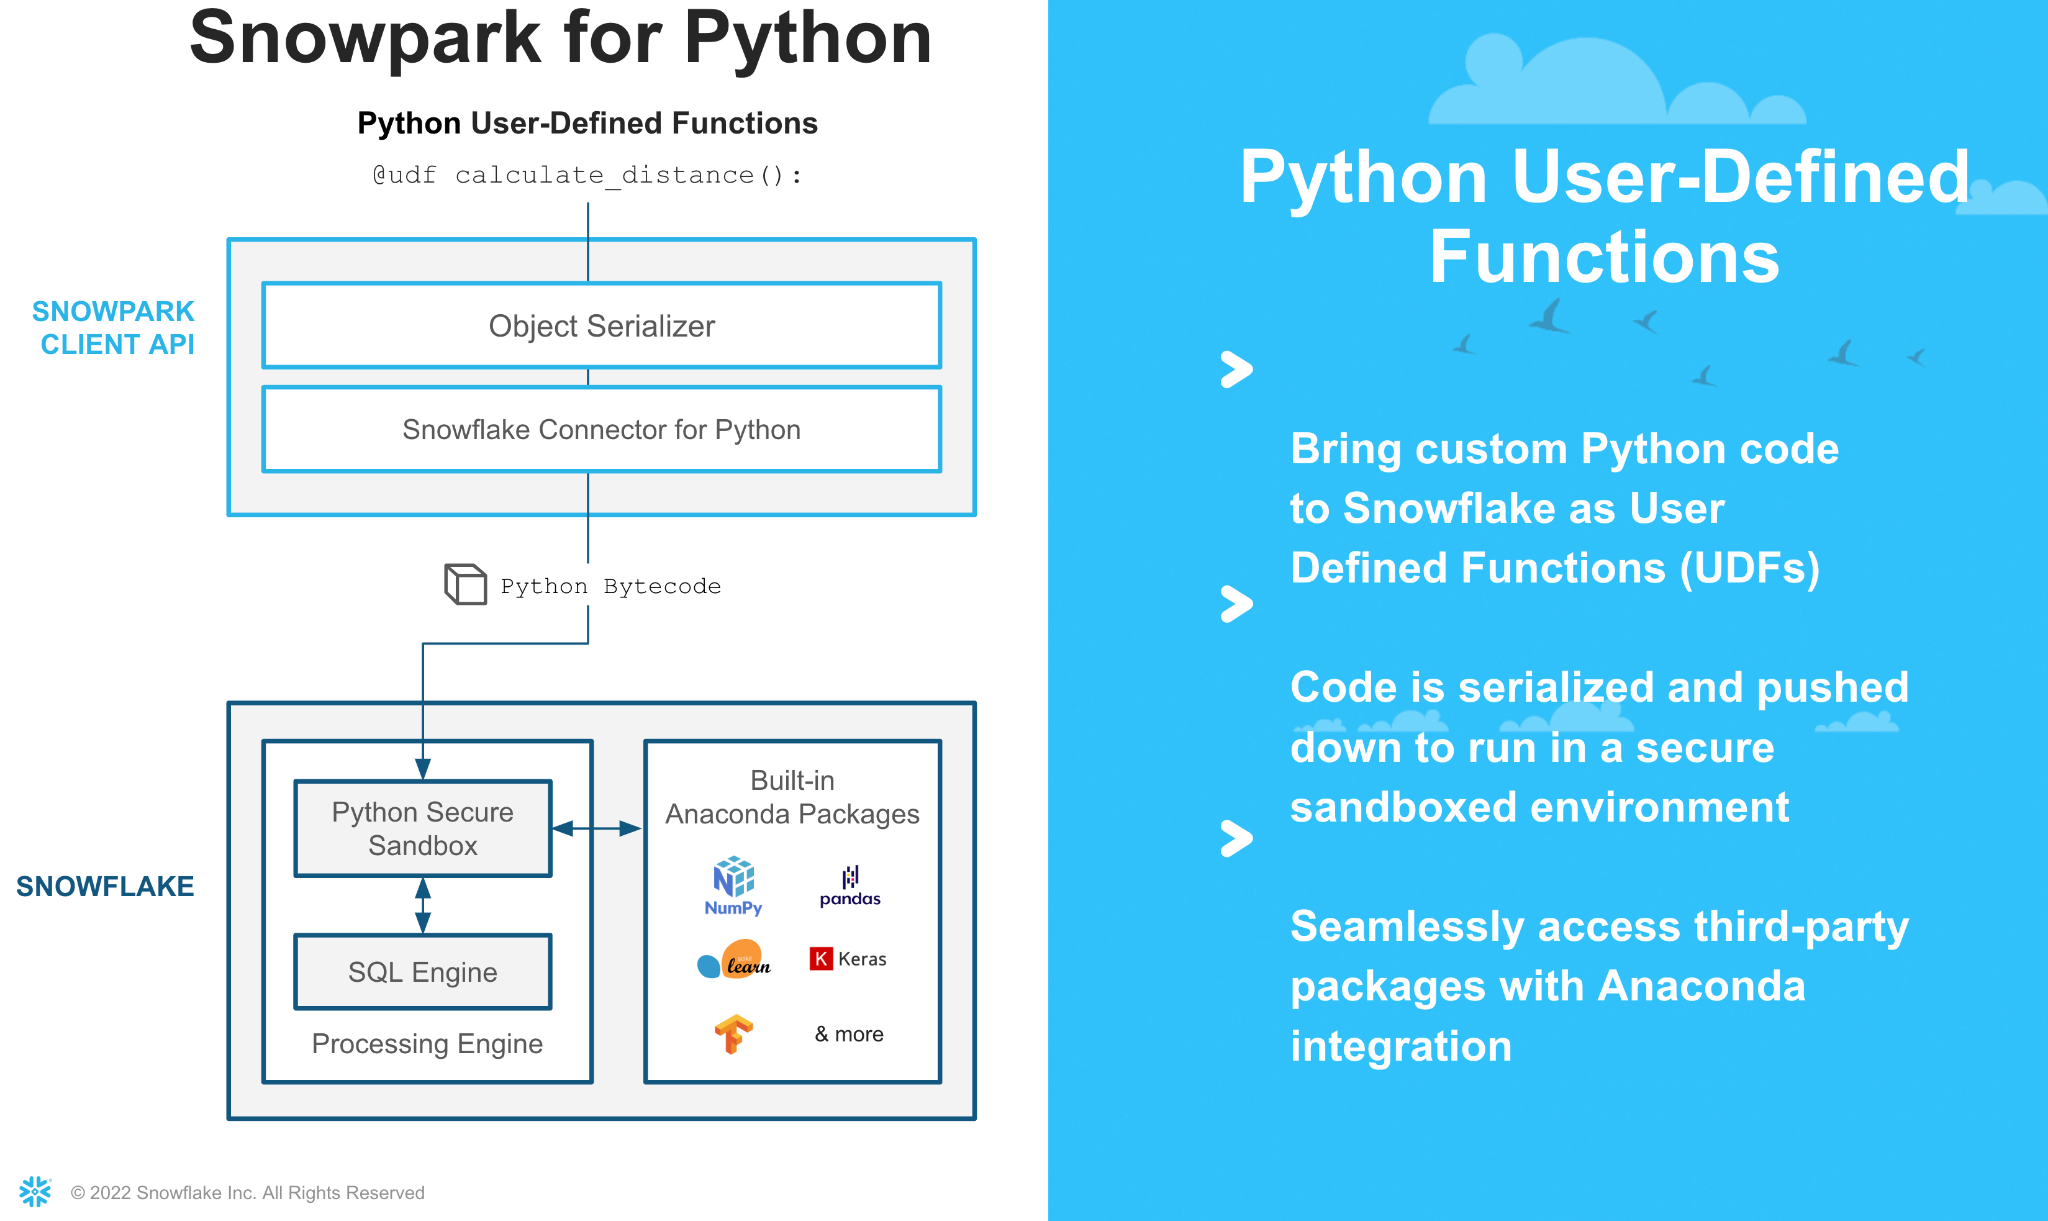 Snowpark for Python
Python User-Defined Functions
@udf calculate_distance():
SNOWPARK
CLIENT API
Object Serializer
Snowflake Connector for Python
Python Bytecode
SNOWFLAKE
Python Secure
Sandbox
SQL Engine
Processing Engine
Built-in
Anaconda Packages
NumPy
pandas
learn
K Keras
& more
© 2022 Snowflake Inc. All Rights Reserved
Python User-Defined
Functions
Bring custom Python code
to Snowflake as User
Defined Functions (UDFs)
Code is serialized and pushed
down to run in a secure
sandboxed environment
Seamlessly access third-party
packages with Anaconda
integration